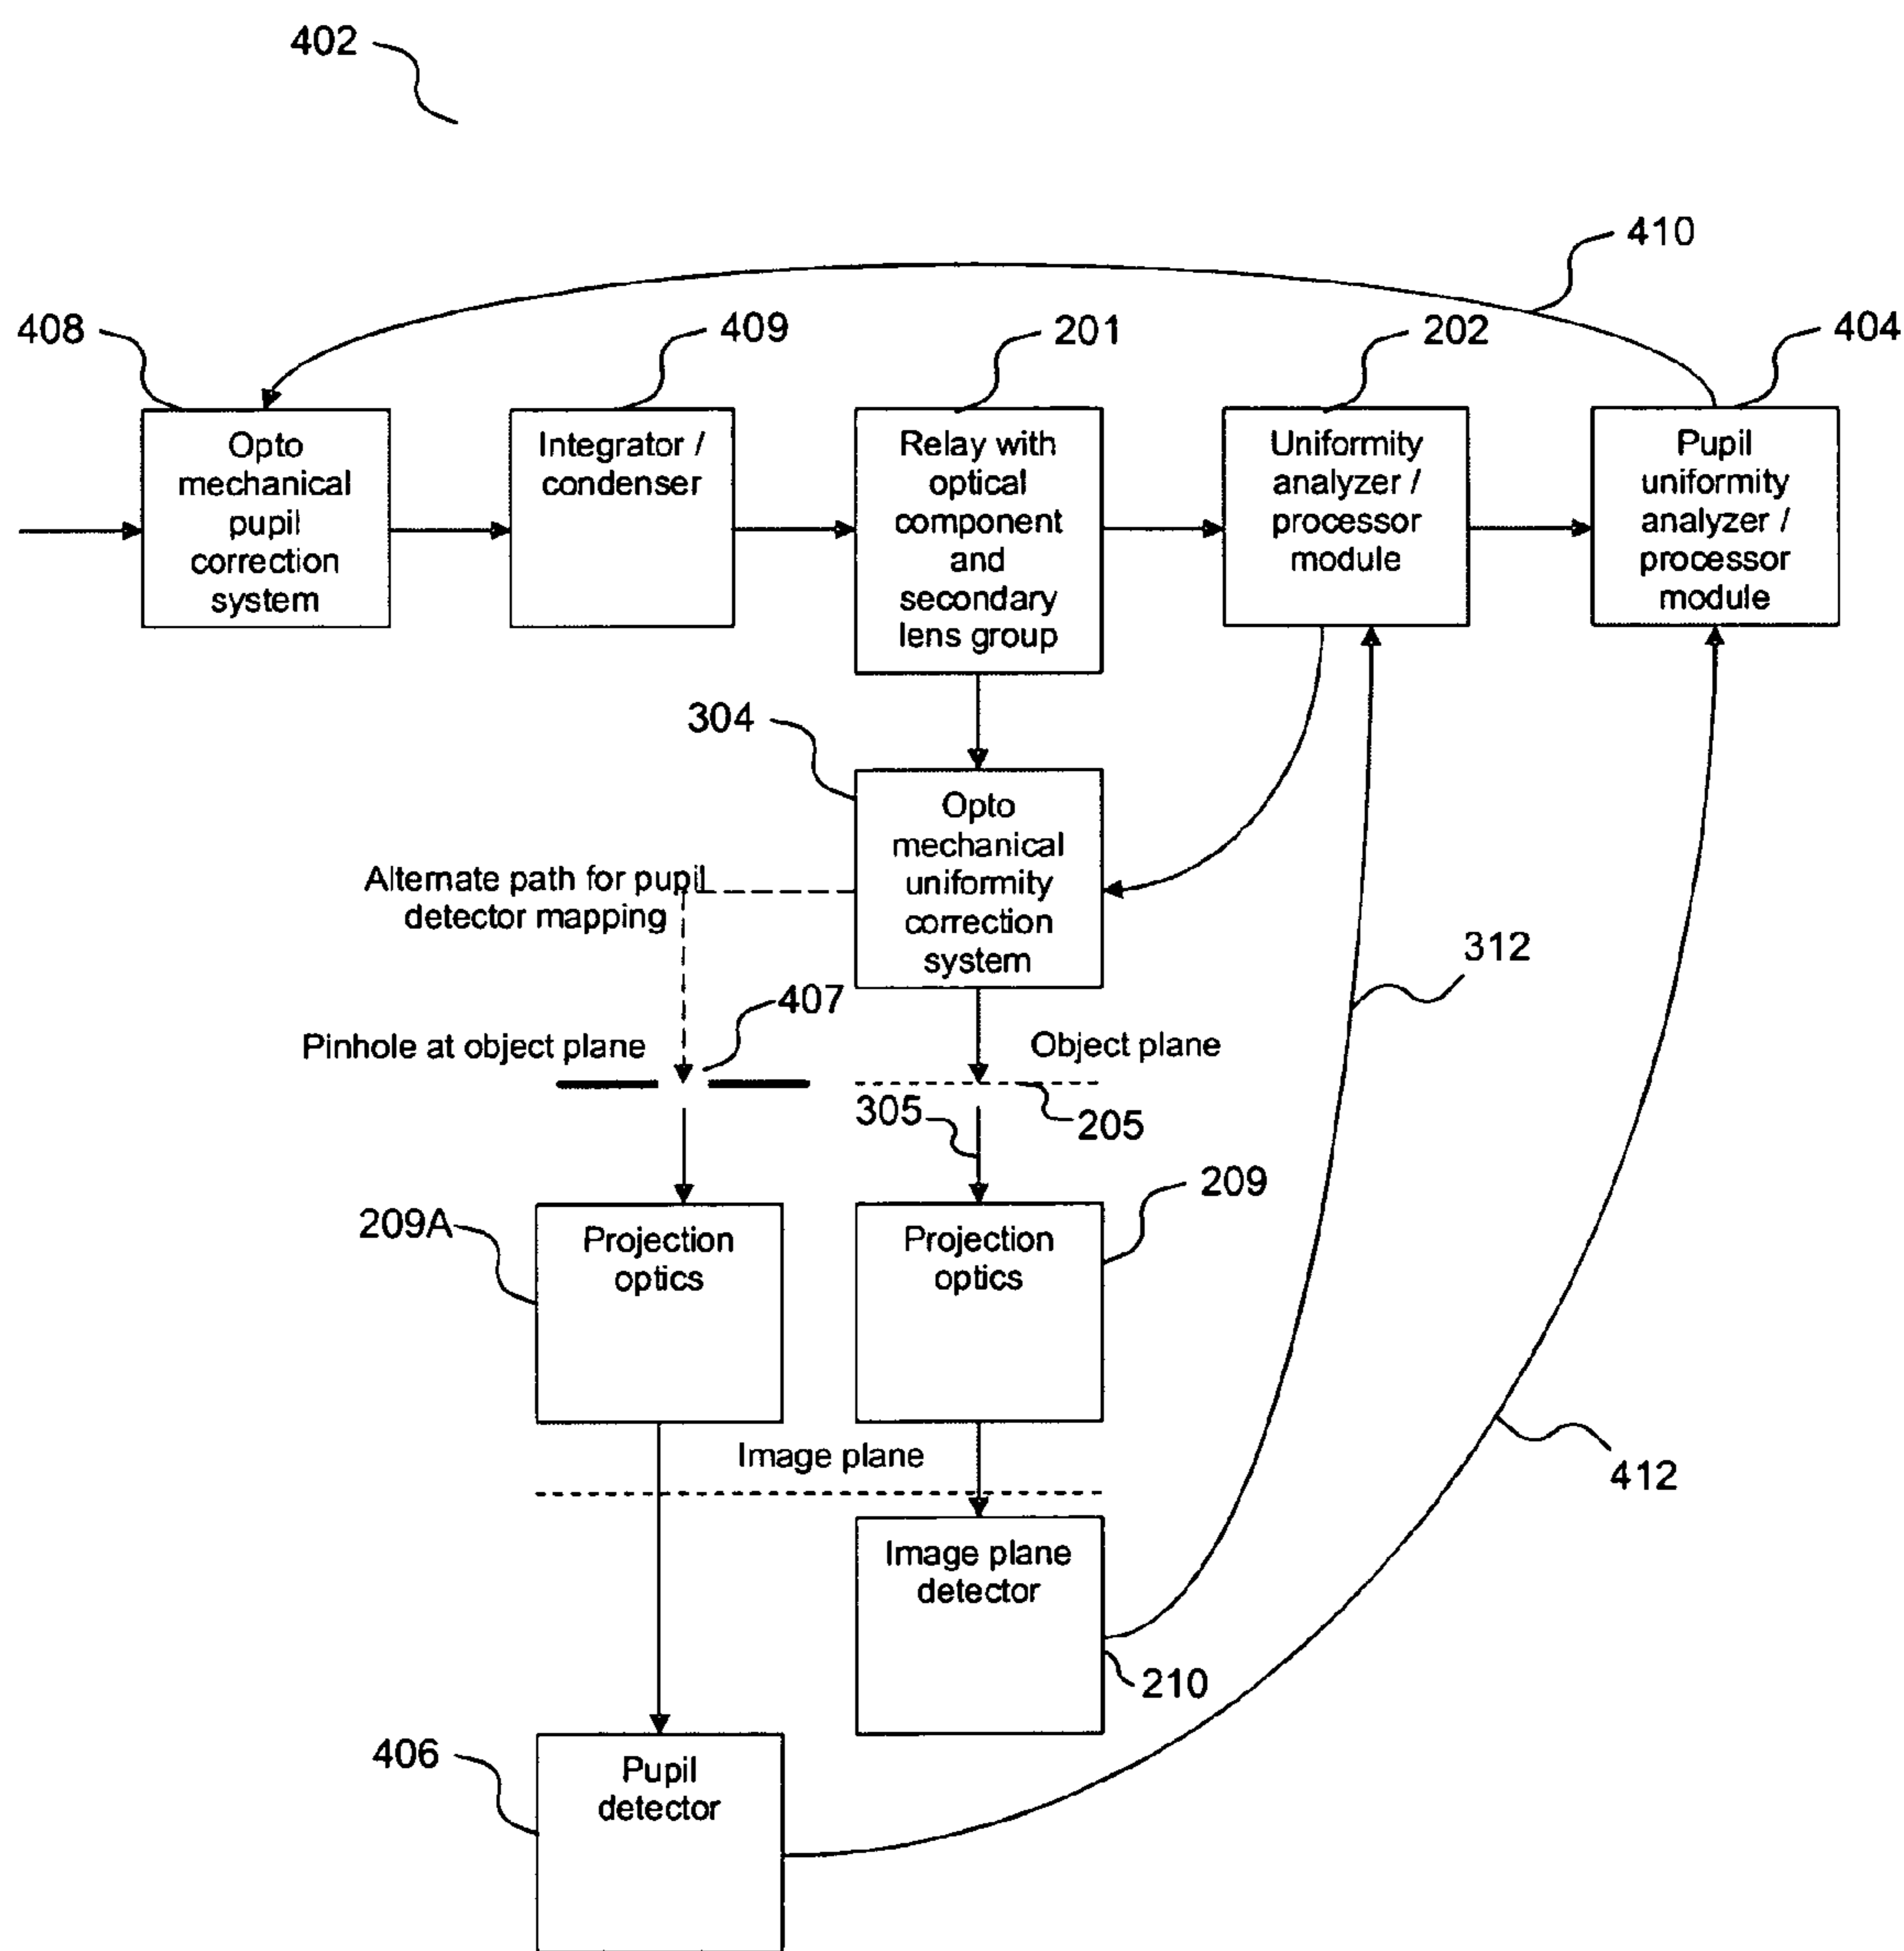 402
410
408
409
201
202
404
Opto
mechanical
pupil
correction
system
Integrator /
condenser
Relay with
optical
component
and
secondary
lens group
Uniformity
analyzer /
processor
module
Pupil
uniformity
analyzer /
processor
module
304
Opto
mechanical
uniformity
correction
system
Alternate path for pupil
detector mapping
312
407
Pinhole at object plane
Object plane
305
205
209A
Projection
optics
Projection
optics
209
Image plane
412
Image plane
detector
210
406
Pupil
detector